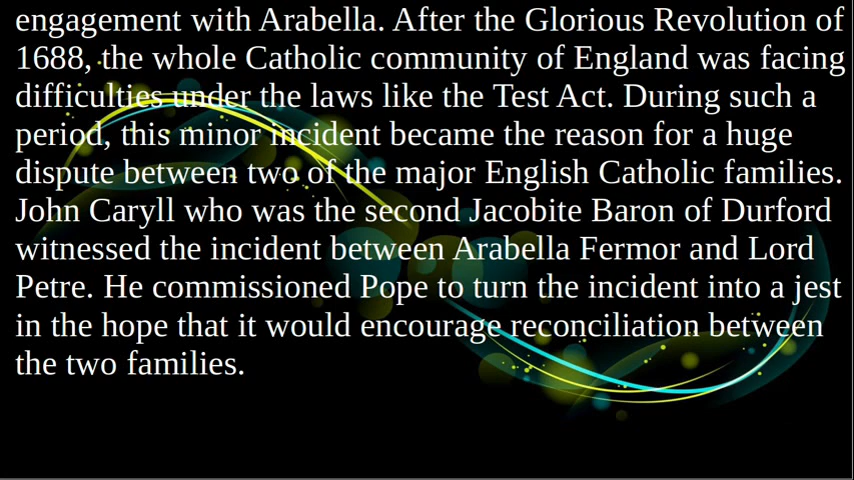 engagement with Arabella. After the Glorious Revolution of
1688, the whole Catholic community of England was facing
difficulties under the laws like the Test Act. During such a
period, this minor incident became the reason for a huge
dispute between two of the major English Catholic families.
John Caryll who was the second Jacobite Baron of Durford
witnessed the incident between Arabella Fermor and Lord
Petre. He commissioned Pope to turn the incident into a jest
in the hope that it would encourage reconciliation between
the two families.